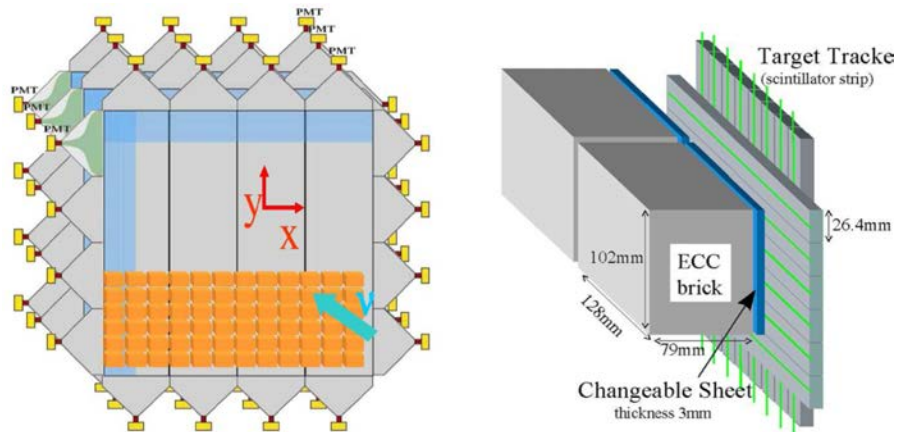 PMT
PMT
PMT
PMT
PMT
PMT
y
x
ν
Target Tracke
(scintillator strip)
26.4mm
102mm
ECC
brick
128mm
79mm
Changeable Sheet
thickness 3mm